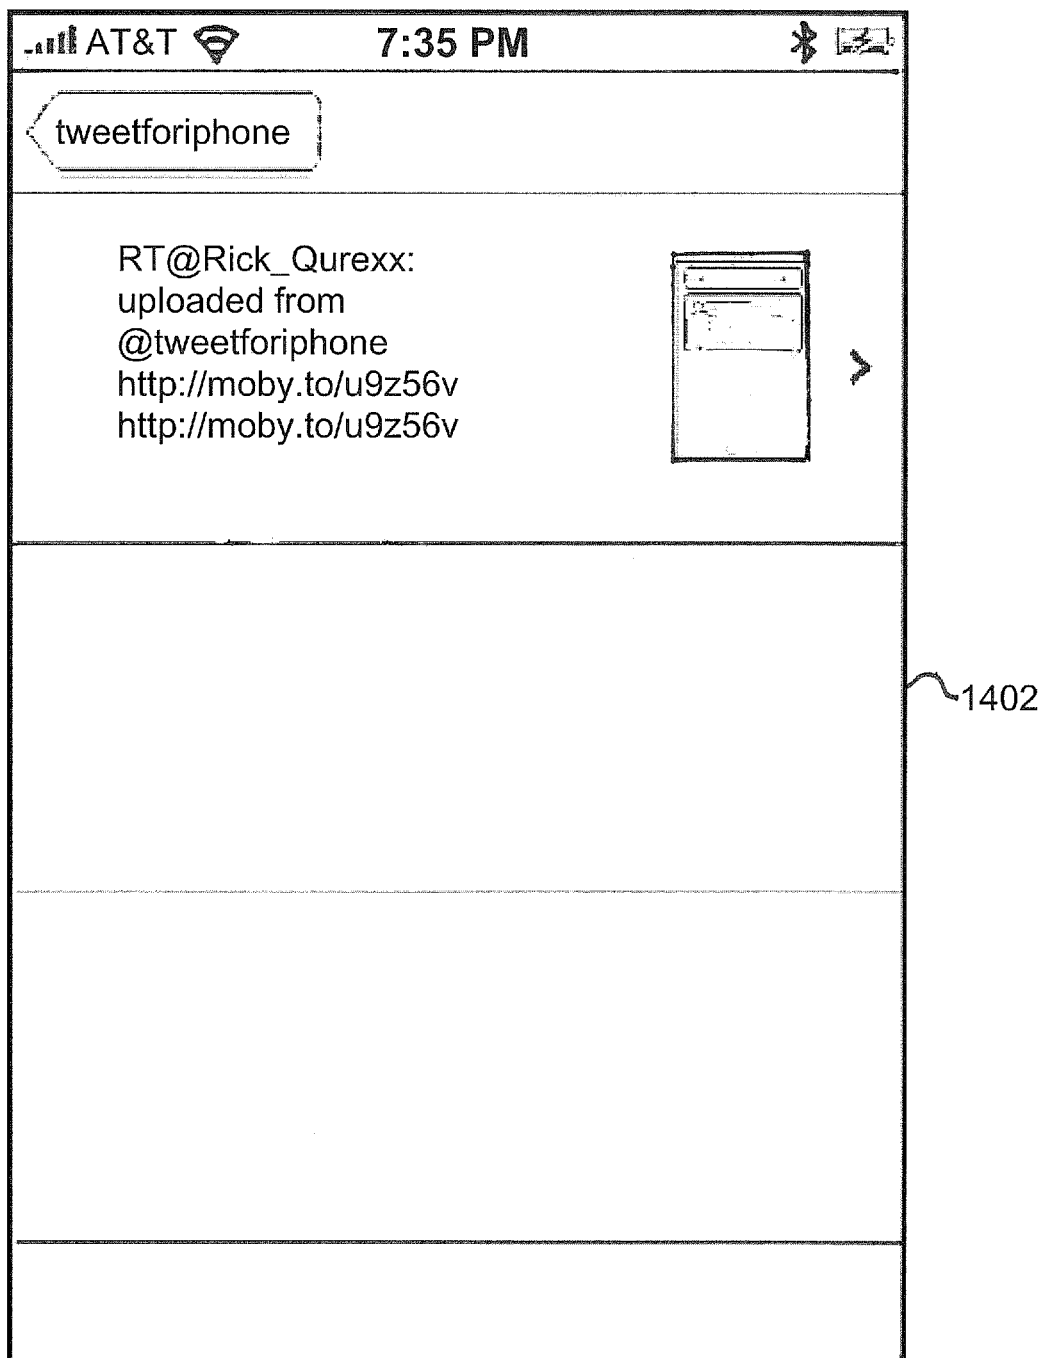 AT&T 7:35 PM
tweetforiphone
RT@Rick_Qurexx:
uploaded from
@tweetforiphone
http://moby.to/u9z56v
http://moby.to/u9z56v
1402